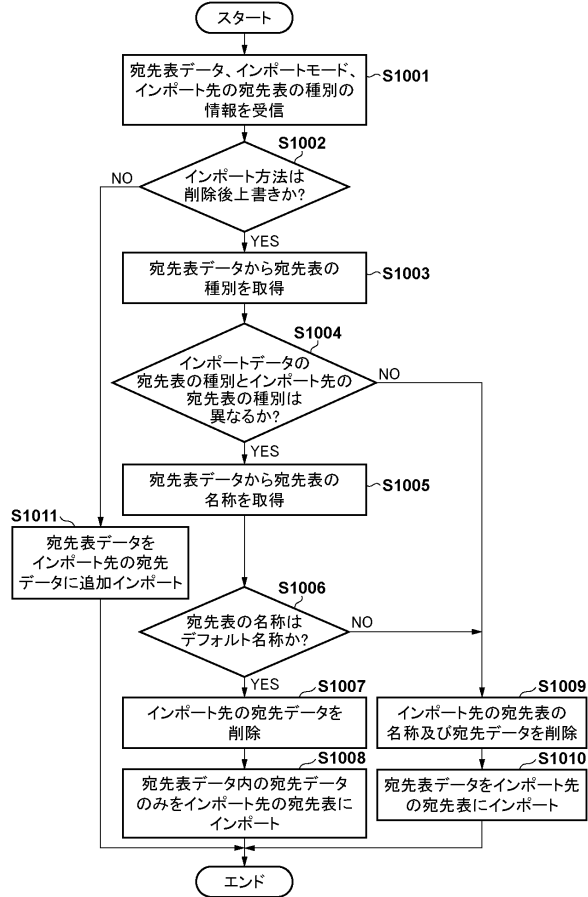 スタート
宛先表データ、インポートモード、
インポート先の宛先表の種別の
情報を受信
S1001
S1002
インポート方法は
削除後上書きか?
NO
YES
宛先表データから宛先表の
種別を取得
S1003
S1004
インポートデータの
宛先表の種別とインポート先の
宛先表の種別は
異なるか?
NO
YES
宛先表データから宛先表の
名称を取得
S1005
S1011
宛先表データを
インポート先の宛先
データに追加インポート
S1006
宛先表の名称は
デフォルト名称か?
NO
YES
S1007
インポート先の宛先データを
削除
S1009
インポート先の宛先表の
名称及び宛先データを削除
S1008
宛先表データ内の宛先データ
のみをインポート先の宛先表に
インポート
S1010
宛先表データをインポート先
の宛先表にインポート
エンド